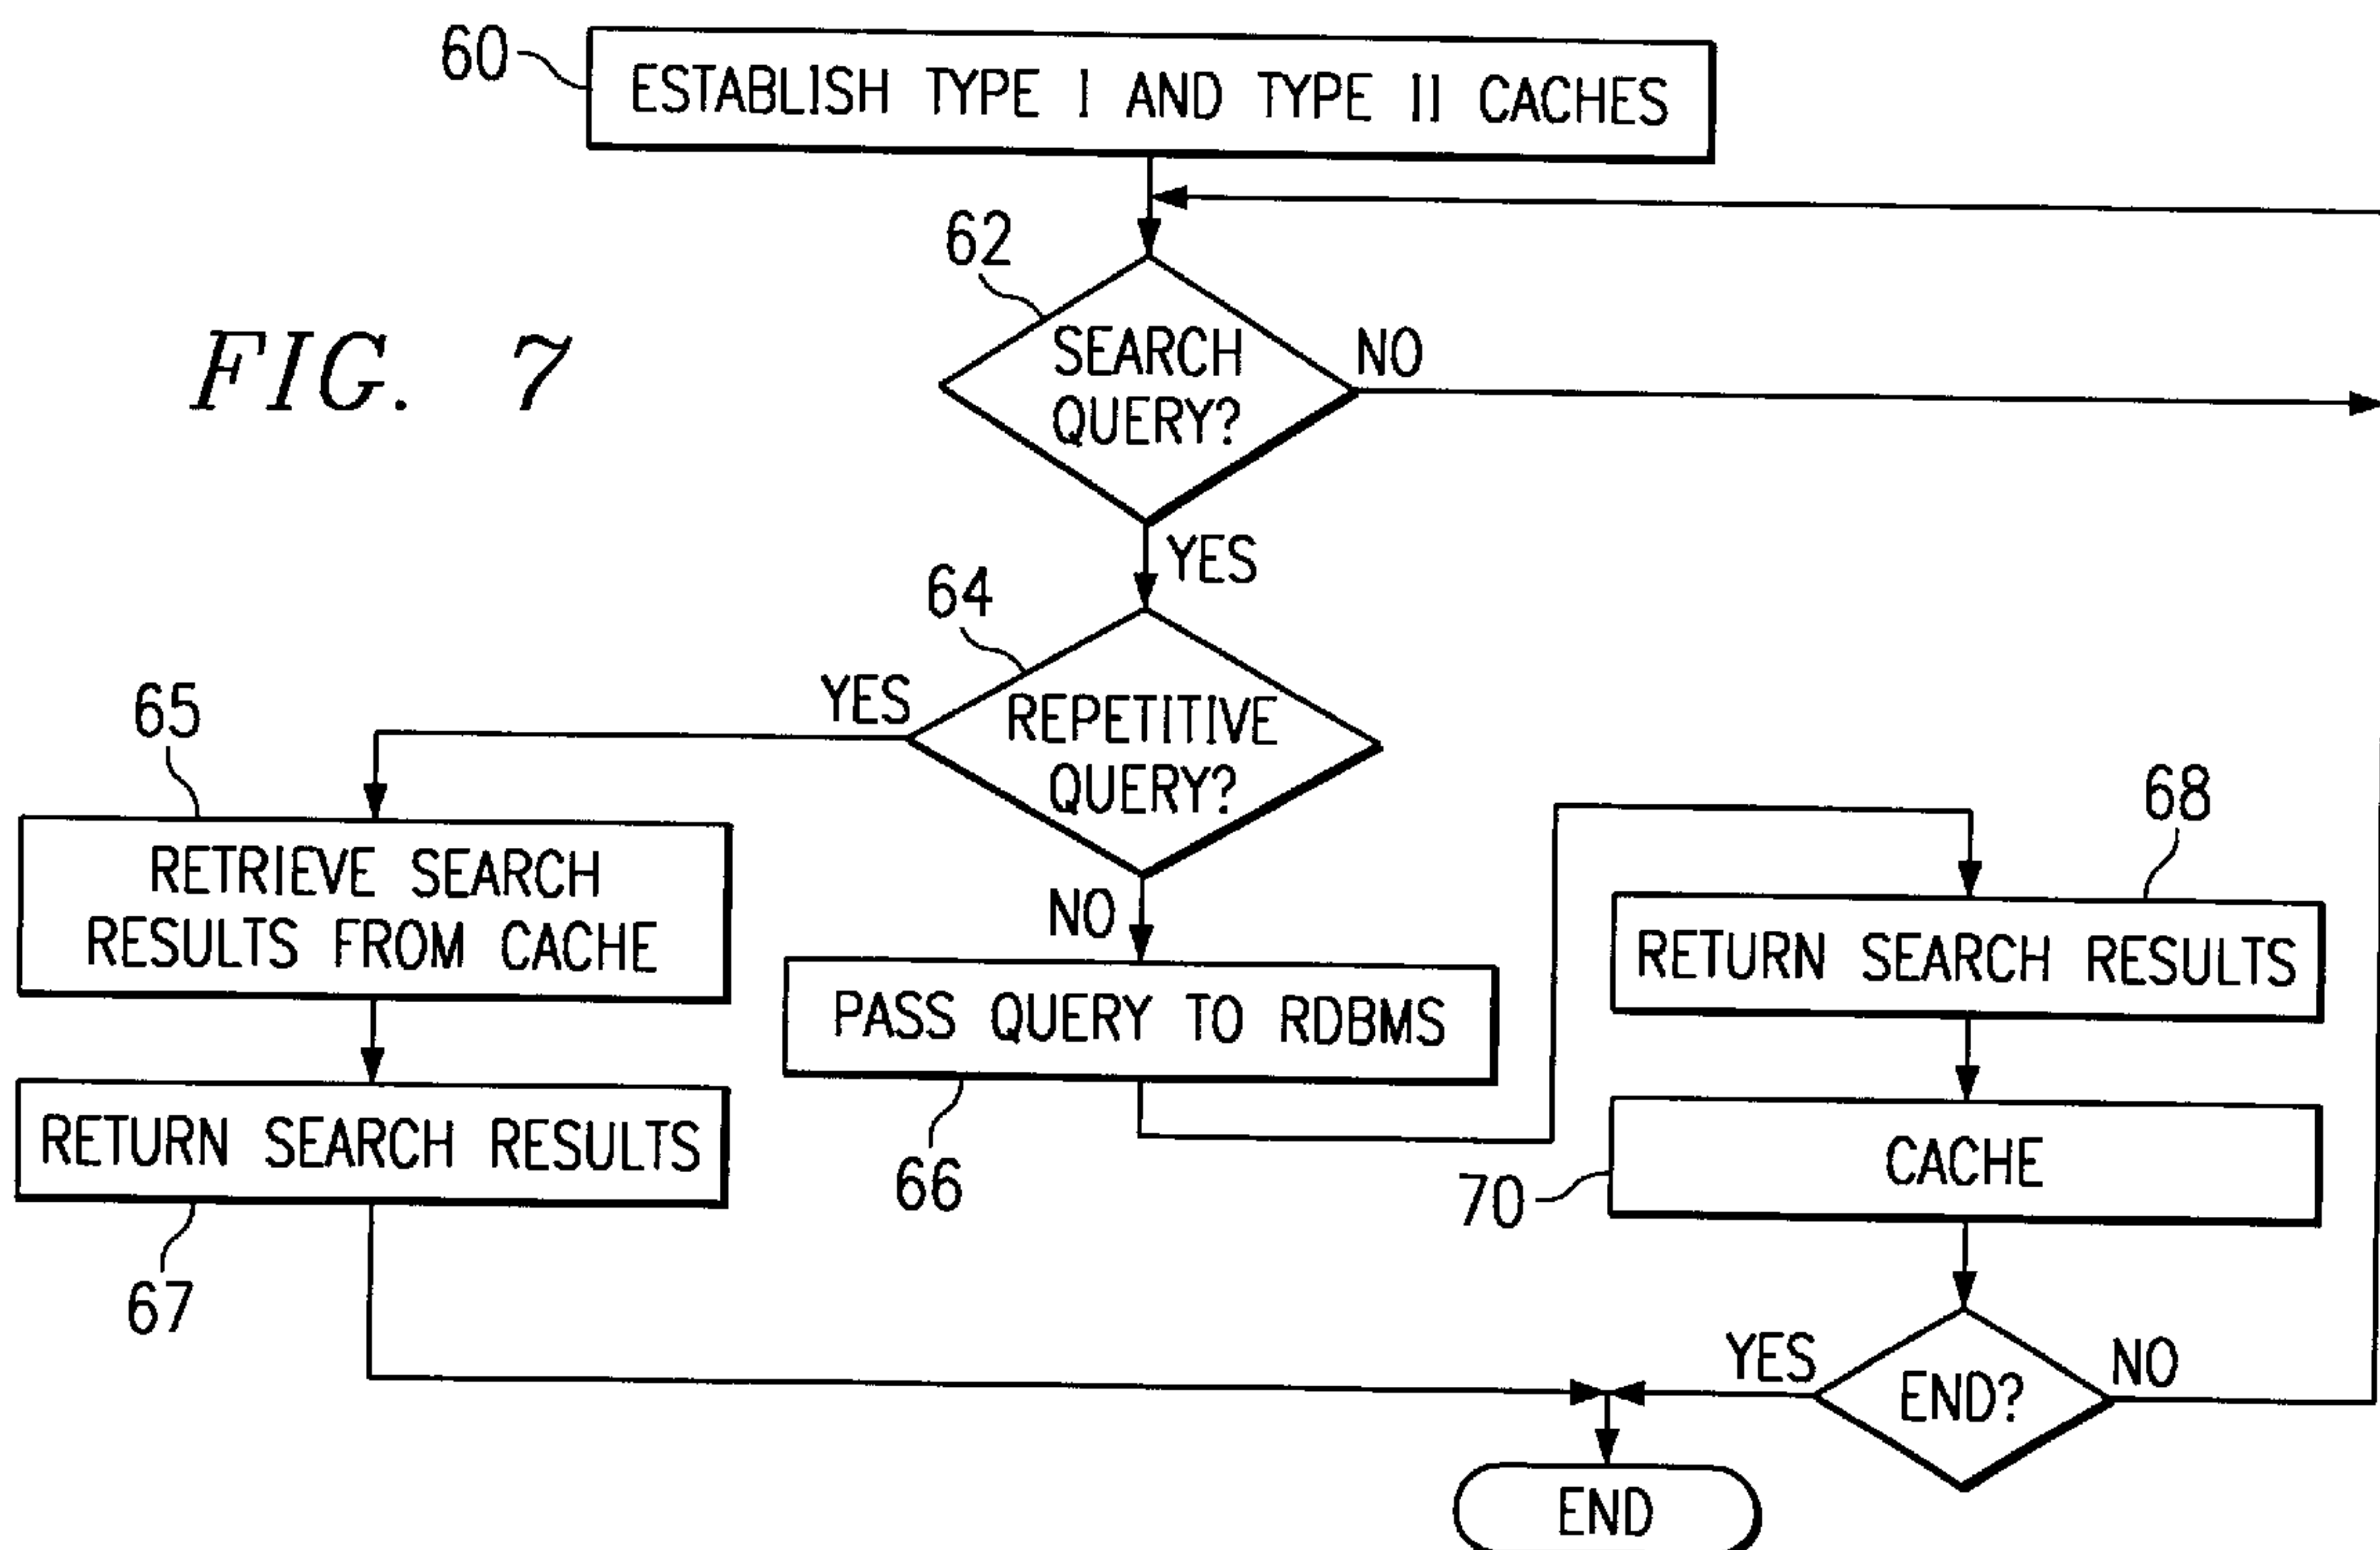 60
ESTABLISH TYPE I AND TYPE II CACHES
62
FIG. 7
SEARCH
QUERY?
NO
YES
64
YES
REPETITIVE
QUERY?
65
RETRIEVE SEARCH
RESULTS FROM CACHE
NO
68
RETURN SEARCH RESULTS
PASS QUERY TO RDBMS
66
RETURN SEARCH RESULTS
67
CACHE
70
YES
END?
NO
END